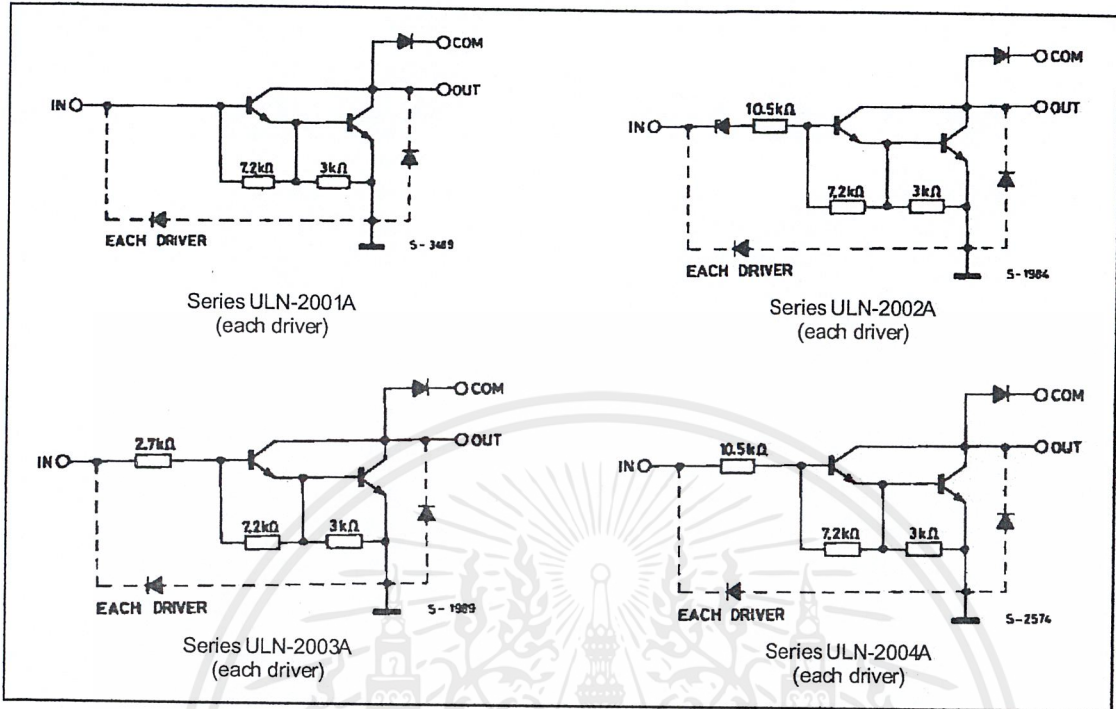 COM
OUT
IN
7.2kΩ 3kΩ
EACH DRIVER
S-3489
Series ULN-2001A
(each driver)
COM
OUT
IN
10.5kΩ
7.2kΩ 3kΩ
EACH DRIVER
S-1984
Series ULN-2002A
(each driver)
COM
OUT
IN
2.7kΩ
7.2kΩ 3kΩ
EACH DRIVER
S-1989
Series ULN-2003A
(each driver)
COM
OUT
IN
10.5kΩ
7.2kΩ 3kΩ
EACH DRIVER
S-2574
Series ULN-2004A
(each driver)